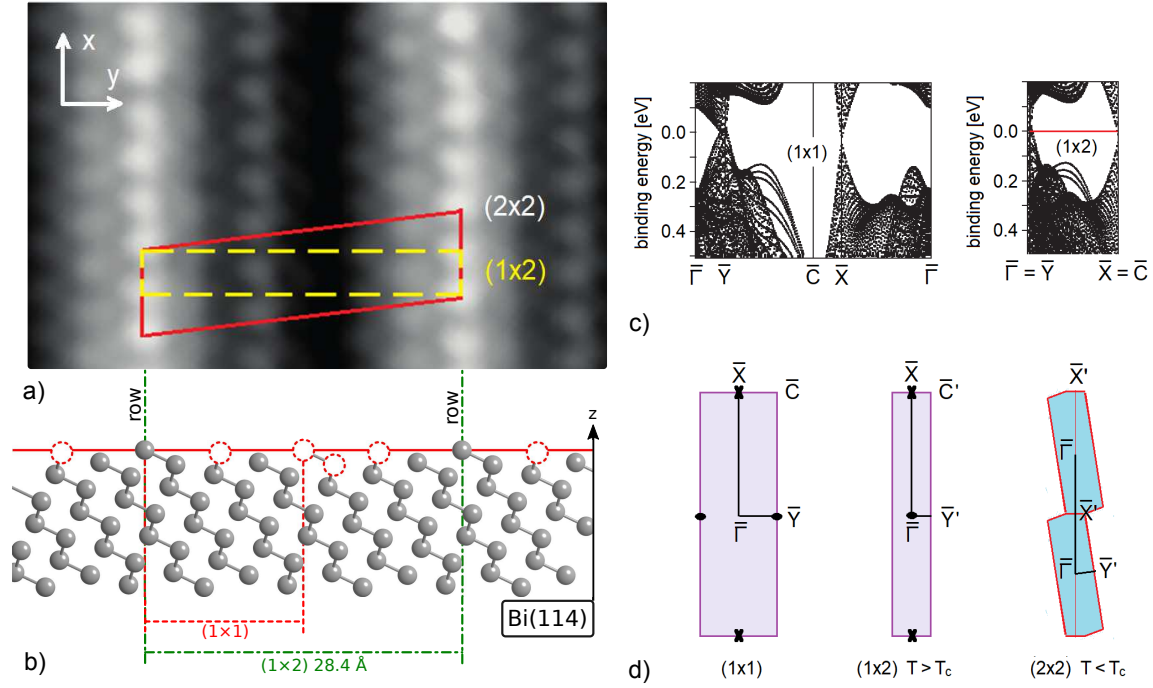 x
y
(2x2)
(1x2)
a)
row
row
z
(1×1)
(1×2) 28.4 Å
Bi(114)
b)
binding energy [eV]
0.0
0.2
0.4
(1x1)
Γ̅ Y̅ C̅ X̅ Γ̅
binding energy [eV]
0.0
0.2
0.4
(1x2)
Γ̅ = Y̅ X̅ = C̅
c)
X̅ C̅
Γ̅ Y̅
(1x1)
X̅ C̅'
Γ̅ Y̅'
(1x2) T > Tc
X̅'
Γ̅
X̅'
Γ̅ Y̅'
(2x2) T < Tc
d)